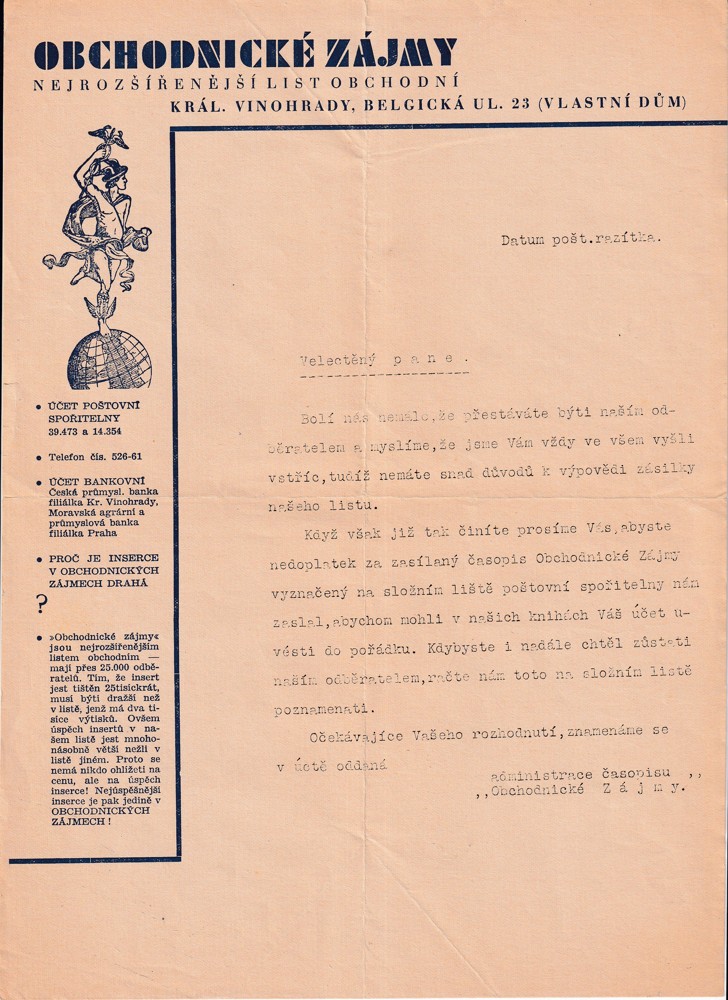 OBCHODNICKÉ ZÁJMY
NEJROZŠÍŘENĚJŠÍ LIST OBCHODNÍ
KRÁL. VINOHRADY, BELGICKÁ UL. 23 (VLASTNÍ DŮM)
• ÚČET POŠTOVNÍ
SPOŘITELNY
39.473 a 14.354
• Telefon čís. 526-61
• ÚČET BANKOVNÍ
Česká průmysl. banka
filiálka Kr. Vinohrady,
Moravská agrární a
průmyslová banka
filiálka Praha
• PROČ JE INSERCE
V OBCHODNICKÝCH
ZÁJMECH DRAHÁ
?
• »Obchodnické zájmy«
jsou nejrozšířenějším
listem obchodním —
mají přes 25.000 odbě-
ratelů. Tím, že insert
jest tištěn 25tisíckrát,
musí býti dražší než
v listě, jenž má dva ti-
síce výtisků. Ovšem
úspěch insertů v na-
šem listě jest mnoho-
násobně větší nežli v
listě jiném. Proto se
nemá nikdo ohlížeti na
cenu, ale na úspěch
inserce! Nejúspěšnější
inserce je pak jedině v
OBCHODNICKÝCH
ZÁJMECH!
Datum pošt.razítka.
Velectěný p a n e .
Bolí nás nemálo,že přestáváte býti naším od-
běratelem a myslíme,že jsme Vám vždy ve všem vyšli
vstříc,tudíž nemáte snad důvodů k výpovědi zásilky
našeho listu.
Když však již tak činíte prosíme Vás,abyste
nedoplatek za zasílaný časopis Obchodnické Zájmy
vyznačený na složním liště poštovní spořitelny nám
zaslal,abychom mohli v našich knihách Váš účet u-
vésti do pořádku. Kdybyste i nadále chtěl zůstati
naším odběratelem,račte nám toto na složním listě
poznamenati.
Očekávajíce Vašeho rozhodnutí,znamenáme se
v úctě oddaná
administrace časopisu ,,
,,Obchodnické Z á j m y.